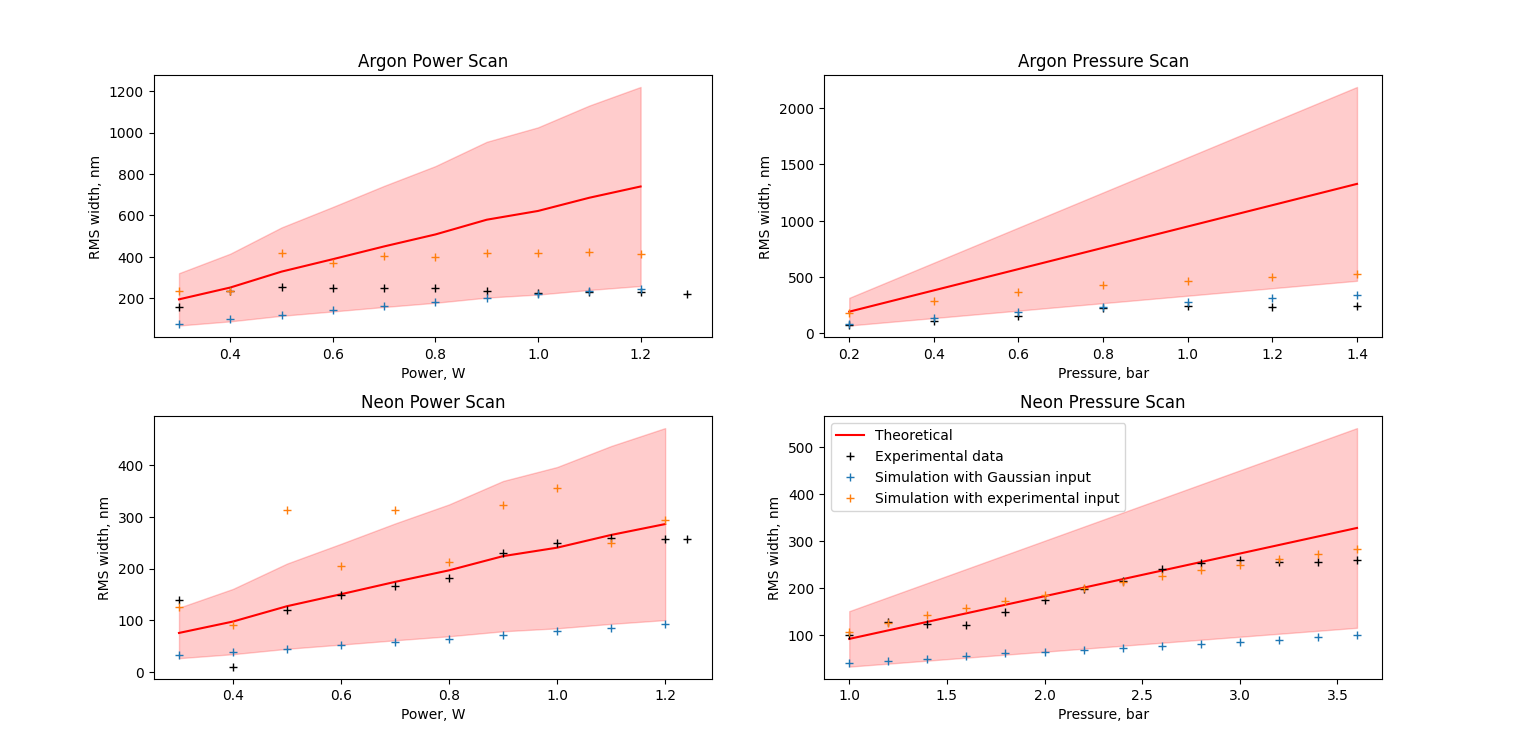 Argon Power Scan
RMS width, nm
1200
1000
800
600
400
200
0.4 0.6 0.8 1.0 1.2
Power, W
Argon Pressure Scan
RMS width, nm
2000
1500
1000
500
0
0.2 0.4 0.6 0.8 1.0 1.2 1.4
Pressure, bar
Neon Power Scan
RMS width, nm
400
300
200
100
0
0.4 0.6 0.8 1.0 1.2
Power, W
Neon Pressure Scan
RMS width, nm
500
400
300
200
100
Theoretical
Experimental data
Simulation with Gaussian input
Simulation with experimental input
1.0 1.5 2.0 2.5 3.0 3.5
Pressure, bar